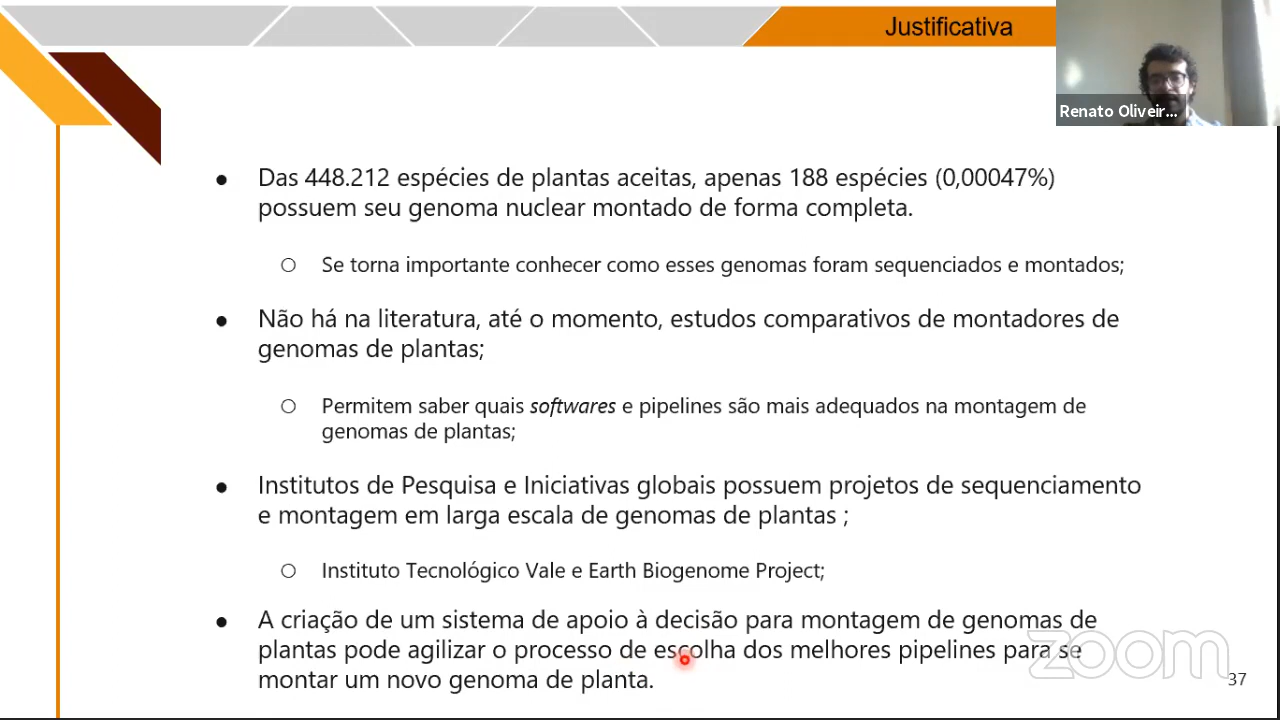 Justificativa
Renato Oliveir...
● Das 448.212 espécies de plantas aceitas, apenas 188 espécies (0,00047%)
possuem seu genoma nuclear montado de forma completa.
○ Se torna importante conhecer como esses genomas foram sequenciados e montados;
● Não há na literatura, até o momento, estudos comparativos de montadores de
genomas de plantas;
○ Permitem saber quais softwares e pipelines são mais adequados na montagem de
genomas de plantas;
● Institutos de Pesquisa e Iniciativas globais possuem projetos de sequenciamento
e montagem em larga escala de genomas de plantas ;
○ Instituto Tecnológico Vale e Earth Biogenome Project;
● A criação de um sistema de apoio à decisão para montagem de genomas de
plantas pode agilizar o processo de escolha dos melhores pipelines para se
montar um novo genoma de planta.
zoom
37